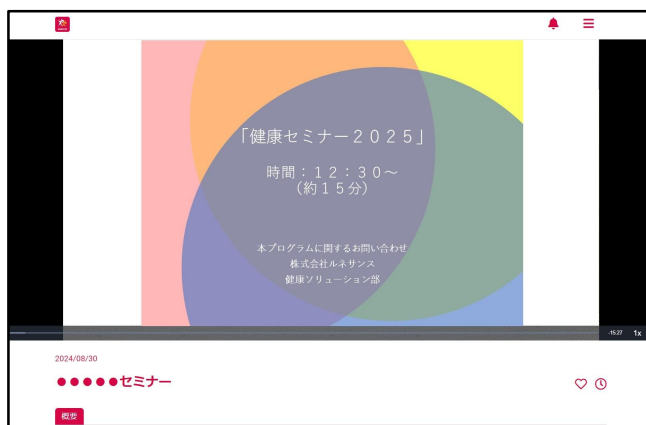 「健康セミナー２０２５」
時間：１２：３０～
（約１５分）
本プログラムに関するお問い合わせ
株式会社ルネサンス
健康ソリューション部
-15:27 1x
2024/08/30
●●●●●セミナー
概要